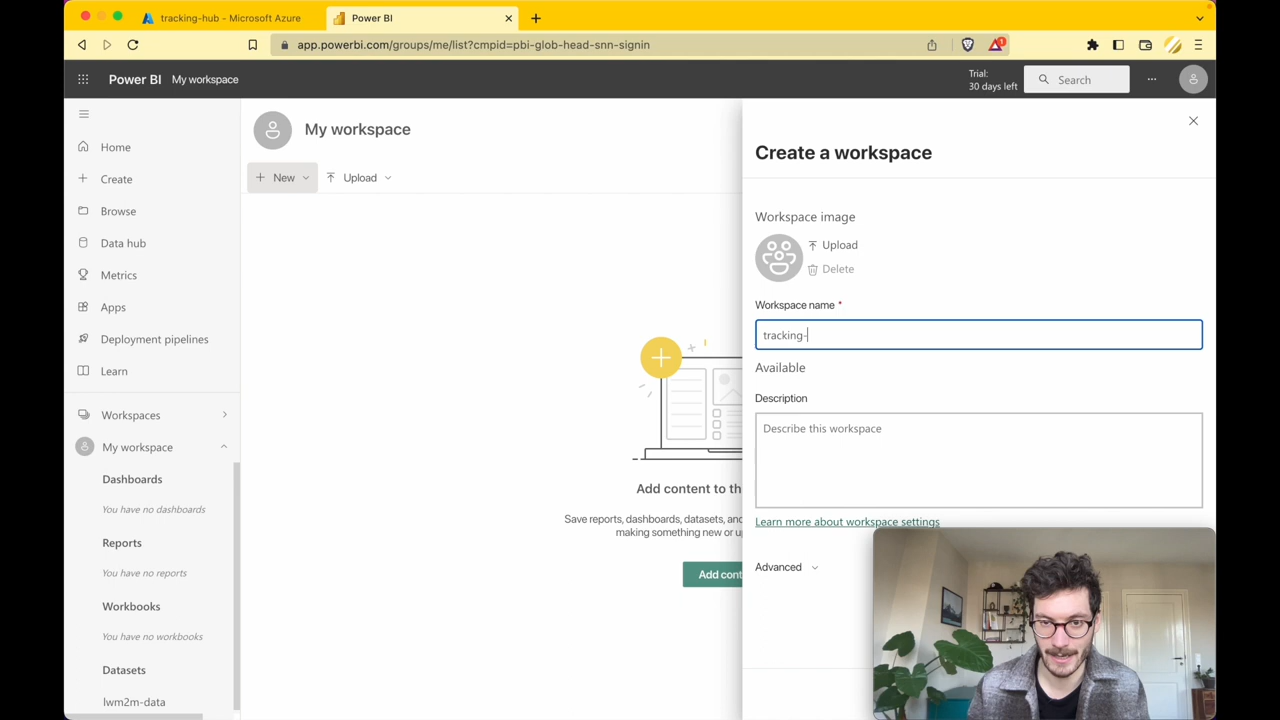 tracking-hub - Microsoft Azure
Power BI
app.powerbi.com/groups/me/list?cmpid=pbi-glob-head-snn-signin
1
Power BI My workspace
Trial:
30 days left
Search
Home
Create
Browse
Data hub
Metrics
Apps
Deployment pipelines
Learn
Workspaces
My workspace
Dashboards
You have no dashboards
Reports
You have no reports
Workbooks
You have no workbooks
Datasets
lwm2m-data
My workspace
New
Upload
Add content to th
Save reports, dashboards, datasets, and
making something new or u
Add cont
Create a workspace
Workspace image
Upload
Delete
Workspace name *
tracking-
Available
Description
Describe this workspace
Learn more about workspace settings
Advanced